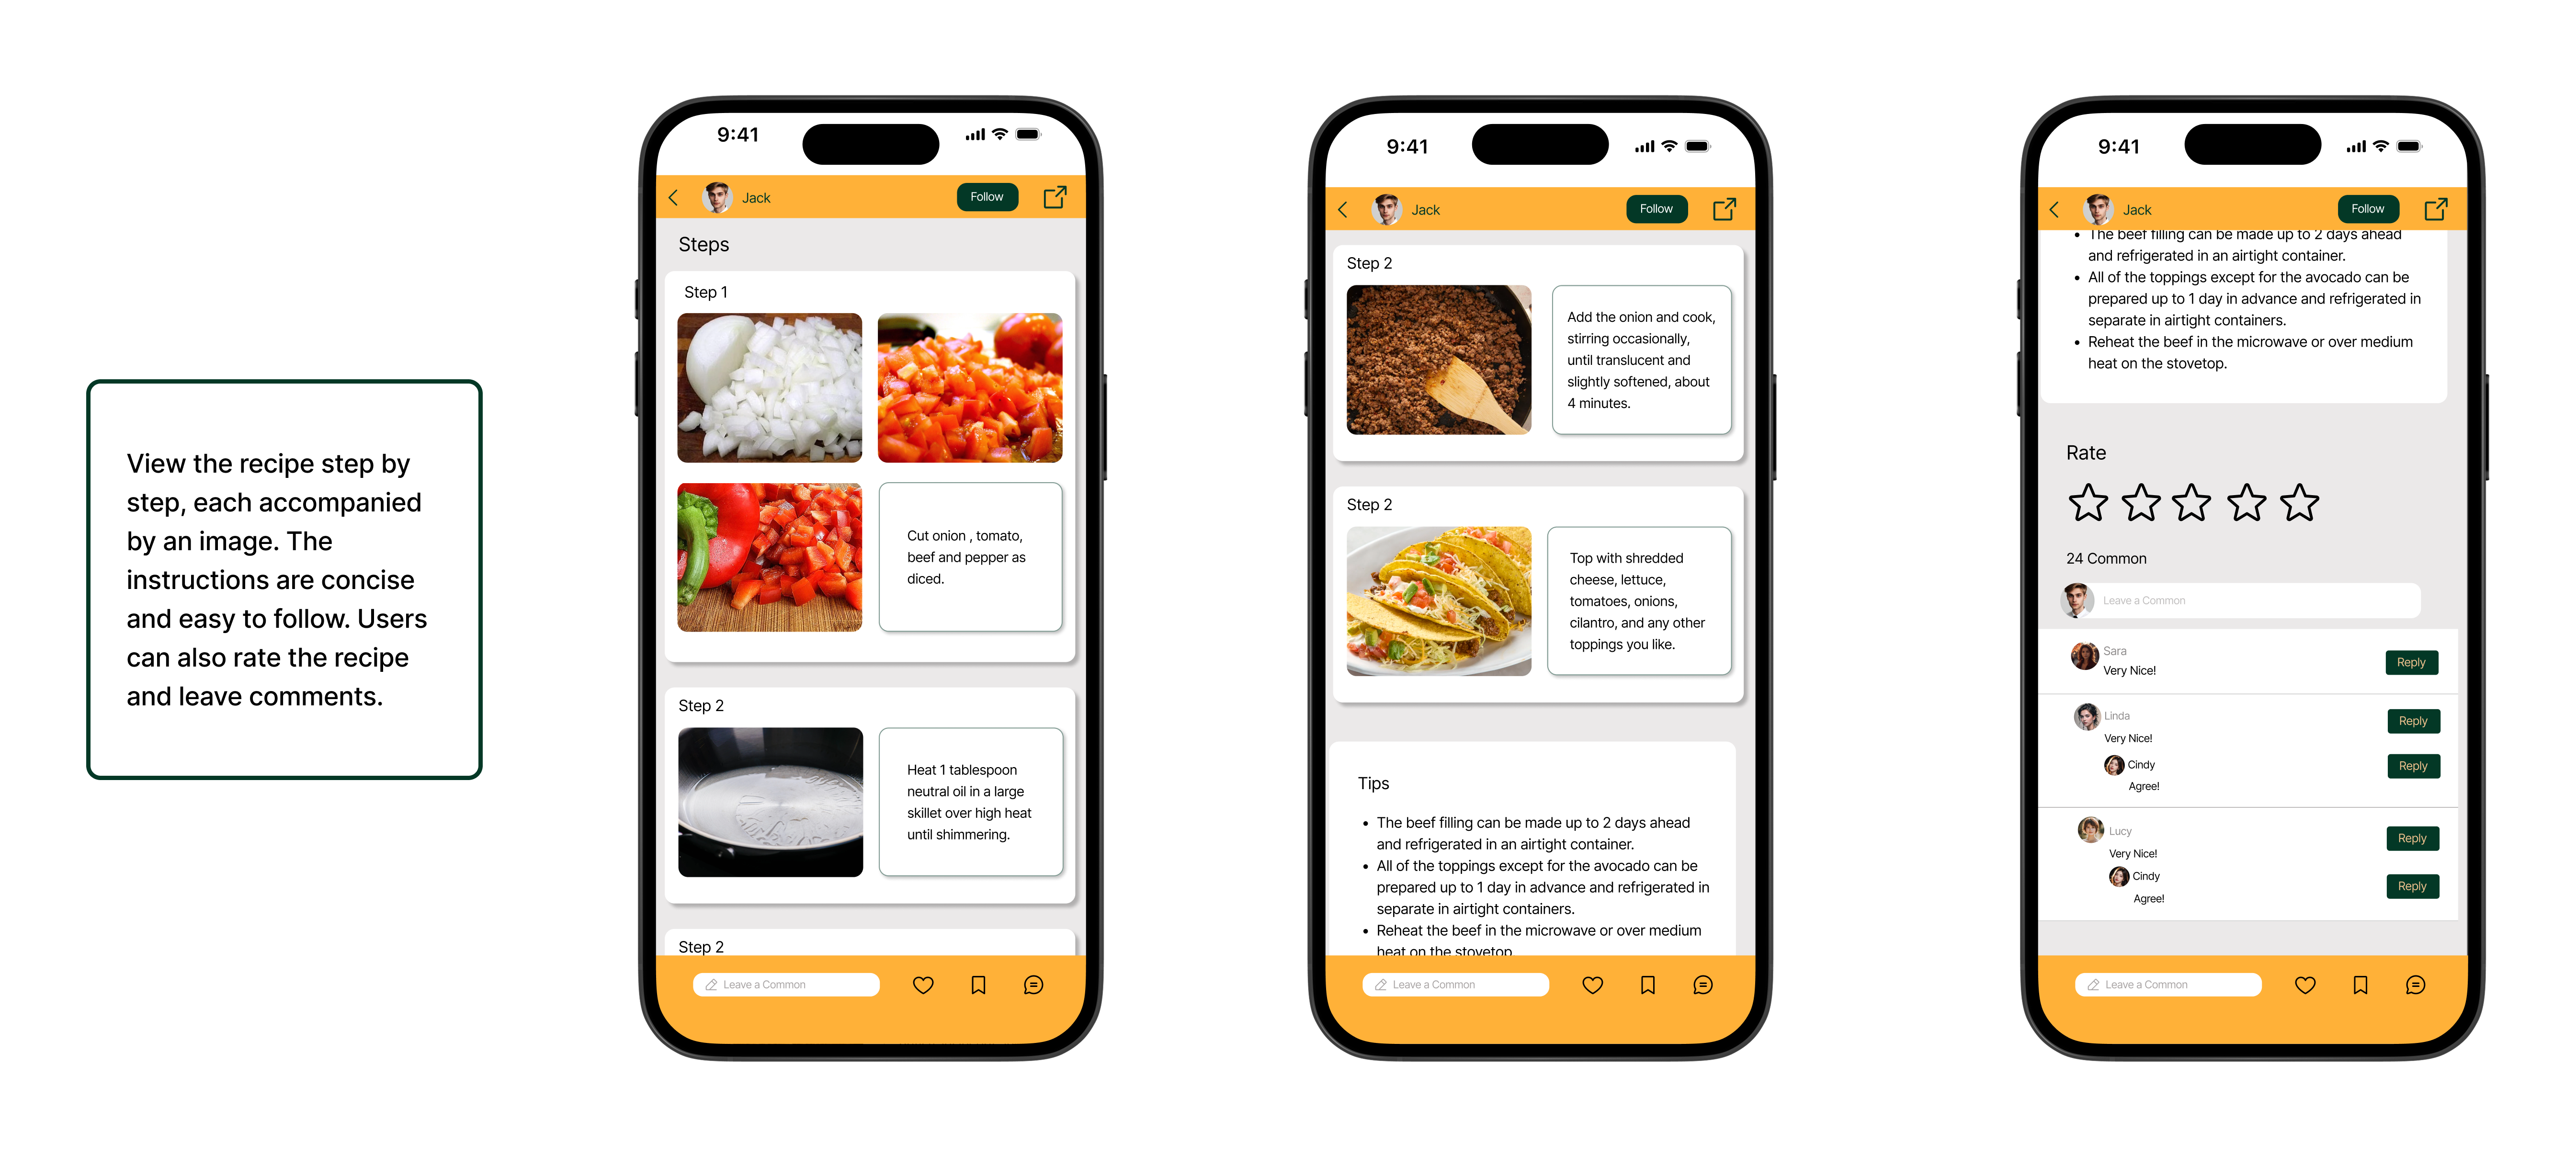 View the recipe step by
step, each accompanied
by an image. The
instructions are concise
and easy to follow. Users
can also rate the recipe
and leave comments.
9:41
Jack
Follow
Steps
Step 1
Cut onion , tomato,
beef and pepper as
diced.
Step 2
Heat 1 tablespoon
neutral oil in a large
skillet over high heat
until shimmering.
Step 2
Leave a Common
9:41
Jack
Follow
Step 2
Add the onion and cook,
stirring occasionally,
until translucent and
slightly softened, about
4 minutes.
Step 2
Top with shredded
cheese, lettuce,
tomatoes, onions,
cilantro, and any other
toppings you like.
Tips
• The beef filling can be made up to 2 days ahead
and refrigerated in an airtight container.
• All of the toppings except for the avocado can be
prepared up to 1 day in advance and refrigerated in
separate in airtight containers.
• Reheat the beef in the microwave or over medium
heat on the stovetop.
Leave a Common
9:41
Jack
Follow
• The beef filling can be made up to 2 days ahead
and refrigerated in an airtight container.
• All of the toppings except for the avocado can be
prepared up to 1 day in advance and refrigerated in
separate in airtight containers.
• Reheat the beef in the microwave or over medium
heat on the stovetop.
Rate
24 Common
Leave a Common
Sara
Very Nice!
Reply
Linda
Very Nice!
Reply
Cindy
Agree!
Reply
Lucy
Very Nice!
Reply
Cindy
Agree!
Reply
Leave a Common